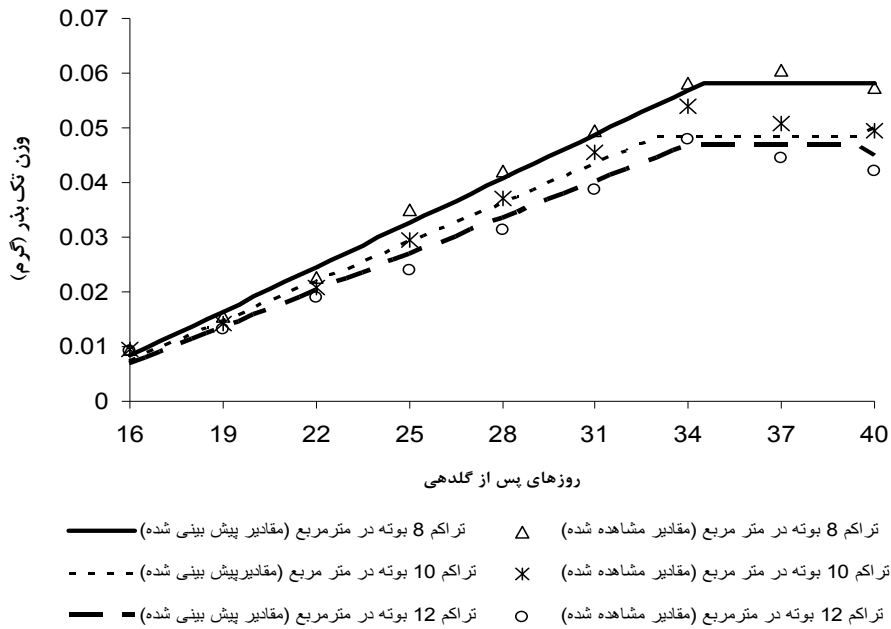 0.07
0.06
0.05
0.04
0.03
0.02
0.01
0
وزن تک بذر (گرم)
16 19 22 25 28 31 34 37 40
روزهای پس از گلدهی
تراکم 8 بوته در مترمربع (مقادیر پیش بینی شده)
تراکم 8 بوته در متر مربع (مقادیر مشاهده شده)
تراکم 10 بوته در متر مربع (مقادیرپیش بینی شده)
تراکم 10 بوته در متر مربع (مقادیر مشاهده شده)
تراکم 12 بوته در مترمربع (مقادیر پیش بینی شده)
تراکم 12 بوته در مترمربع (مقادیر مشاهده شده)